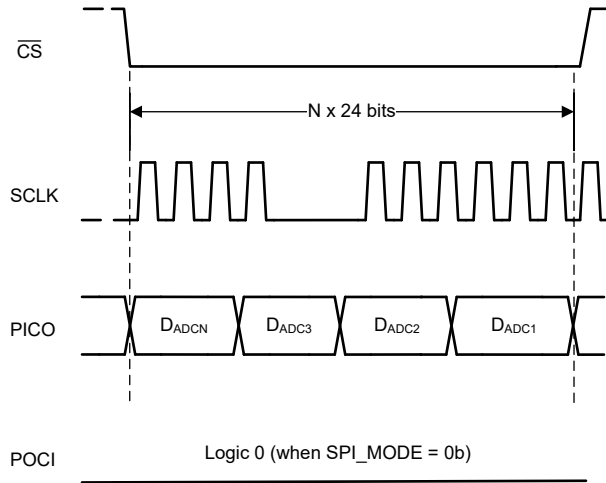 CS
N x 24 bits
SCLK
PICO
DADCN
DADC3
DADC2
DADC1
Logic 0 (when SPI_MODE = 0b)
POCI